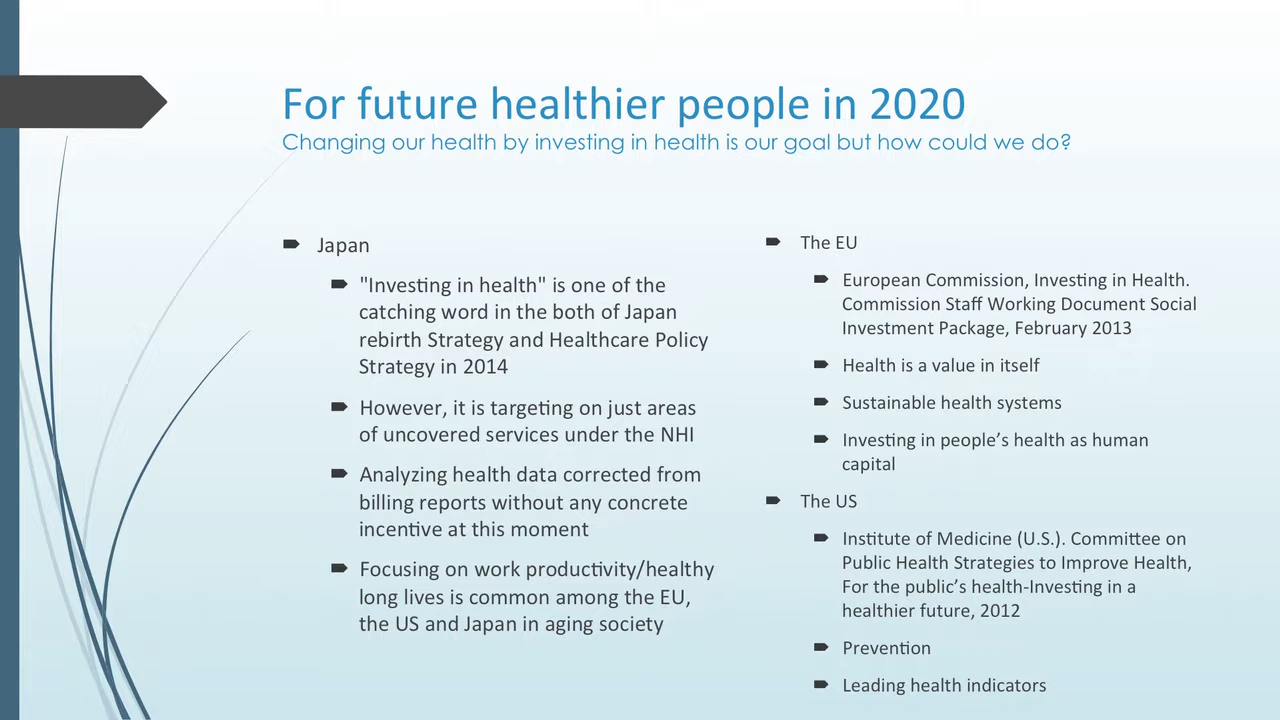 For future healthier people in 2020
Changing our health by investing in health is our goal but how could we do?
Japan
"Investing in health" is one of the
catching word in the both of Japan
rebirth Strategy and Healthcare Policy
Strategy in 2014
However, it is targeting on just areas
of uncovered services under the NHI
Analyzing health data corrected from
billing reports without any concrete
incentive at this moment
Focusing on work productivity/healthy
long lives is common among the EU,
the US and Japan in aging society
The EU
European Commission, Investing in Health.
Commission Staff Working Document Social
Investment Package, February 2013
Health is a value in itself
Sustainable health systems
Investing in people’s health as human
capital
The US
Institute of Medicine (U.S.). Committee on
Public Health Strategies to Improve Health,
For the public’s health-Investing in a
healthier future, 2012
Prevention
Leading health indicators